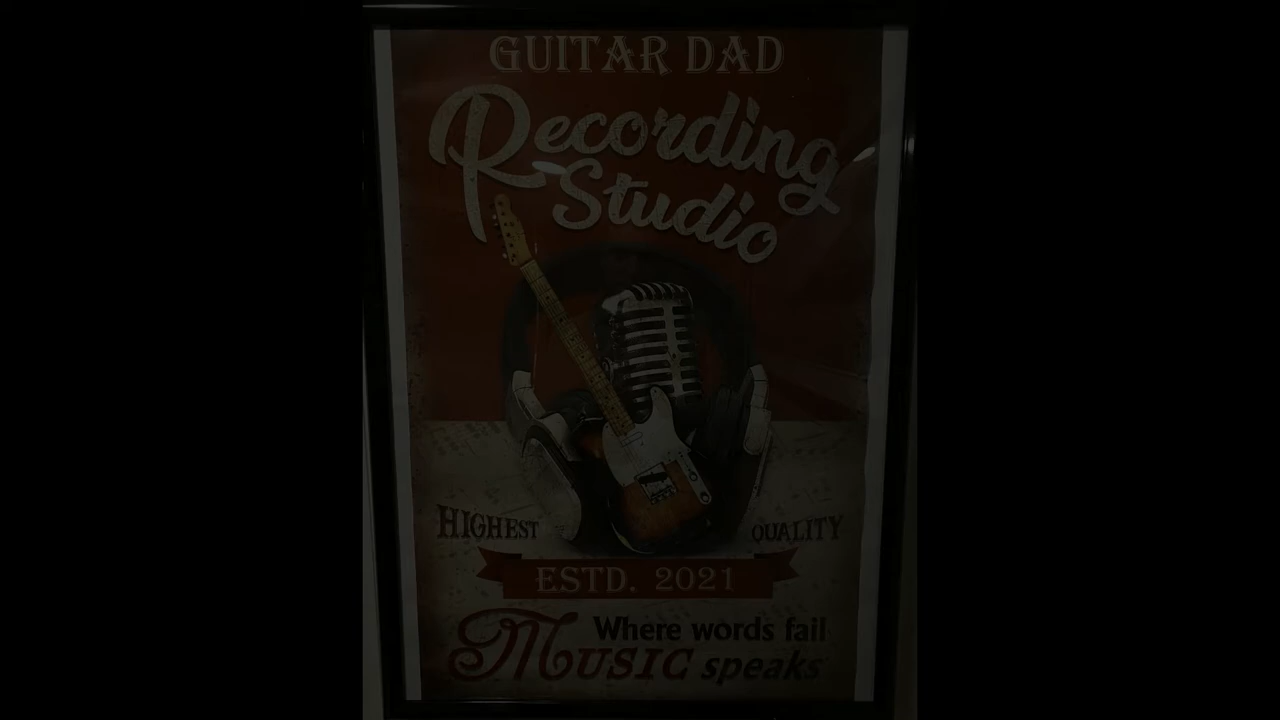 GUITAR DAD
Recording
Studio
HIGHEST QUALITY
ESTD. 2021
Where words fail
MUSIC speaks